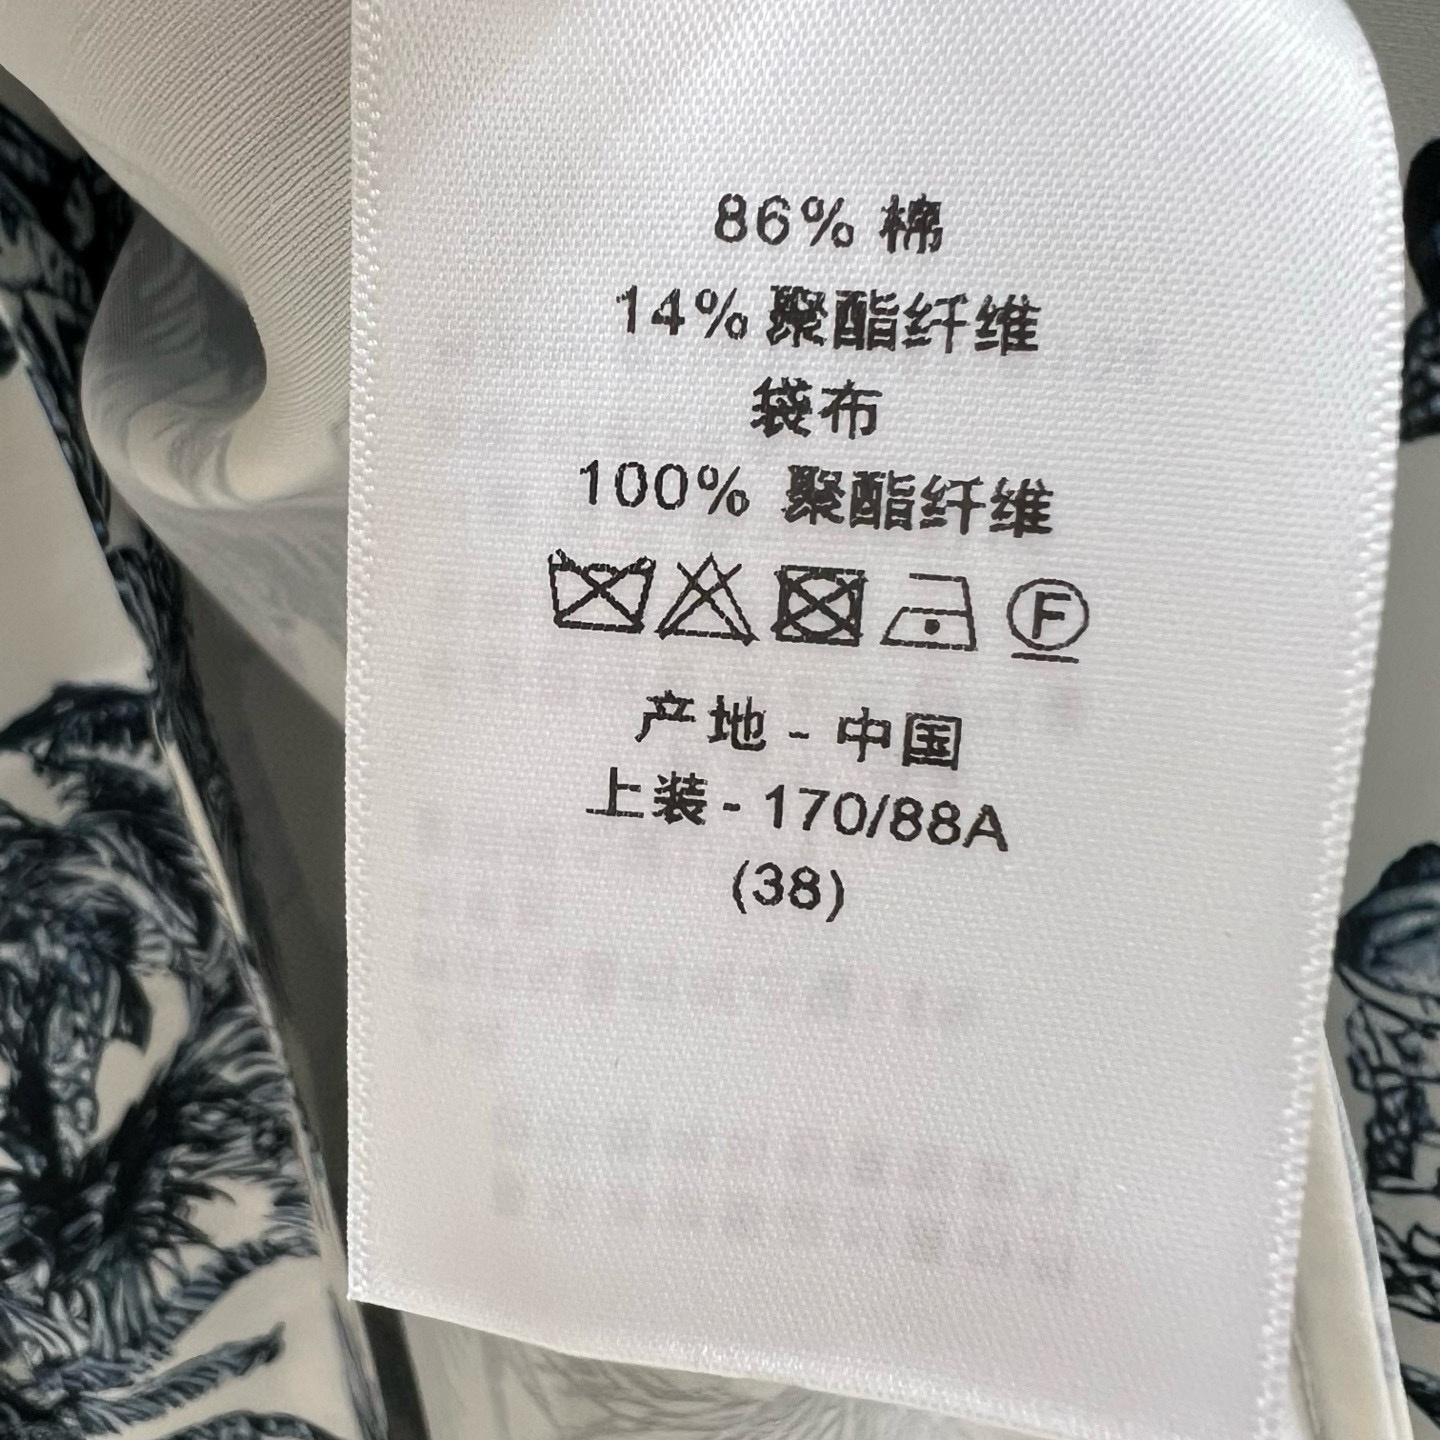 86% 棉
14% 聚酯纤维
袋布
100% 聚酯纤维
F
产地 - 中国
上装 - 170/88A
(38)